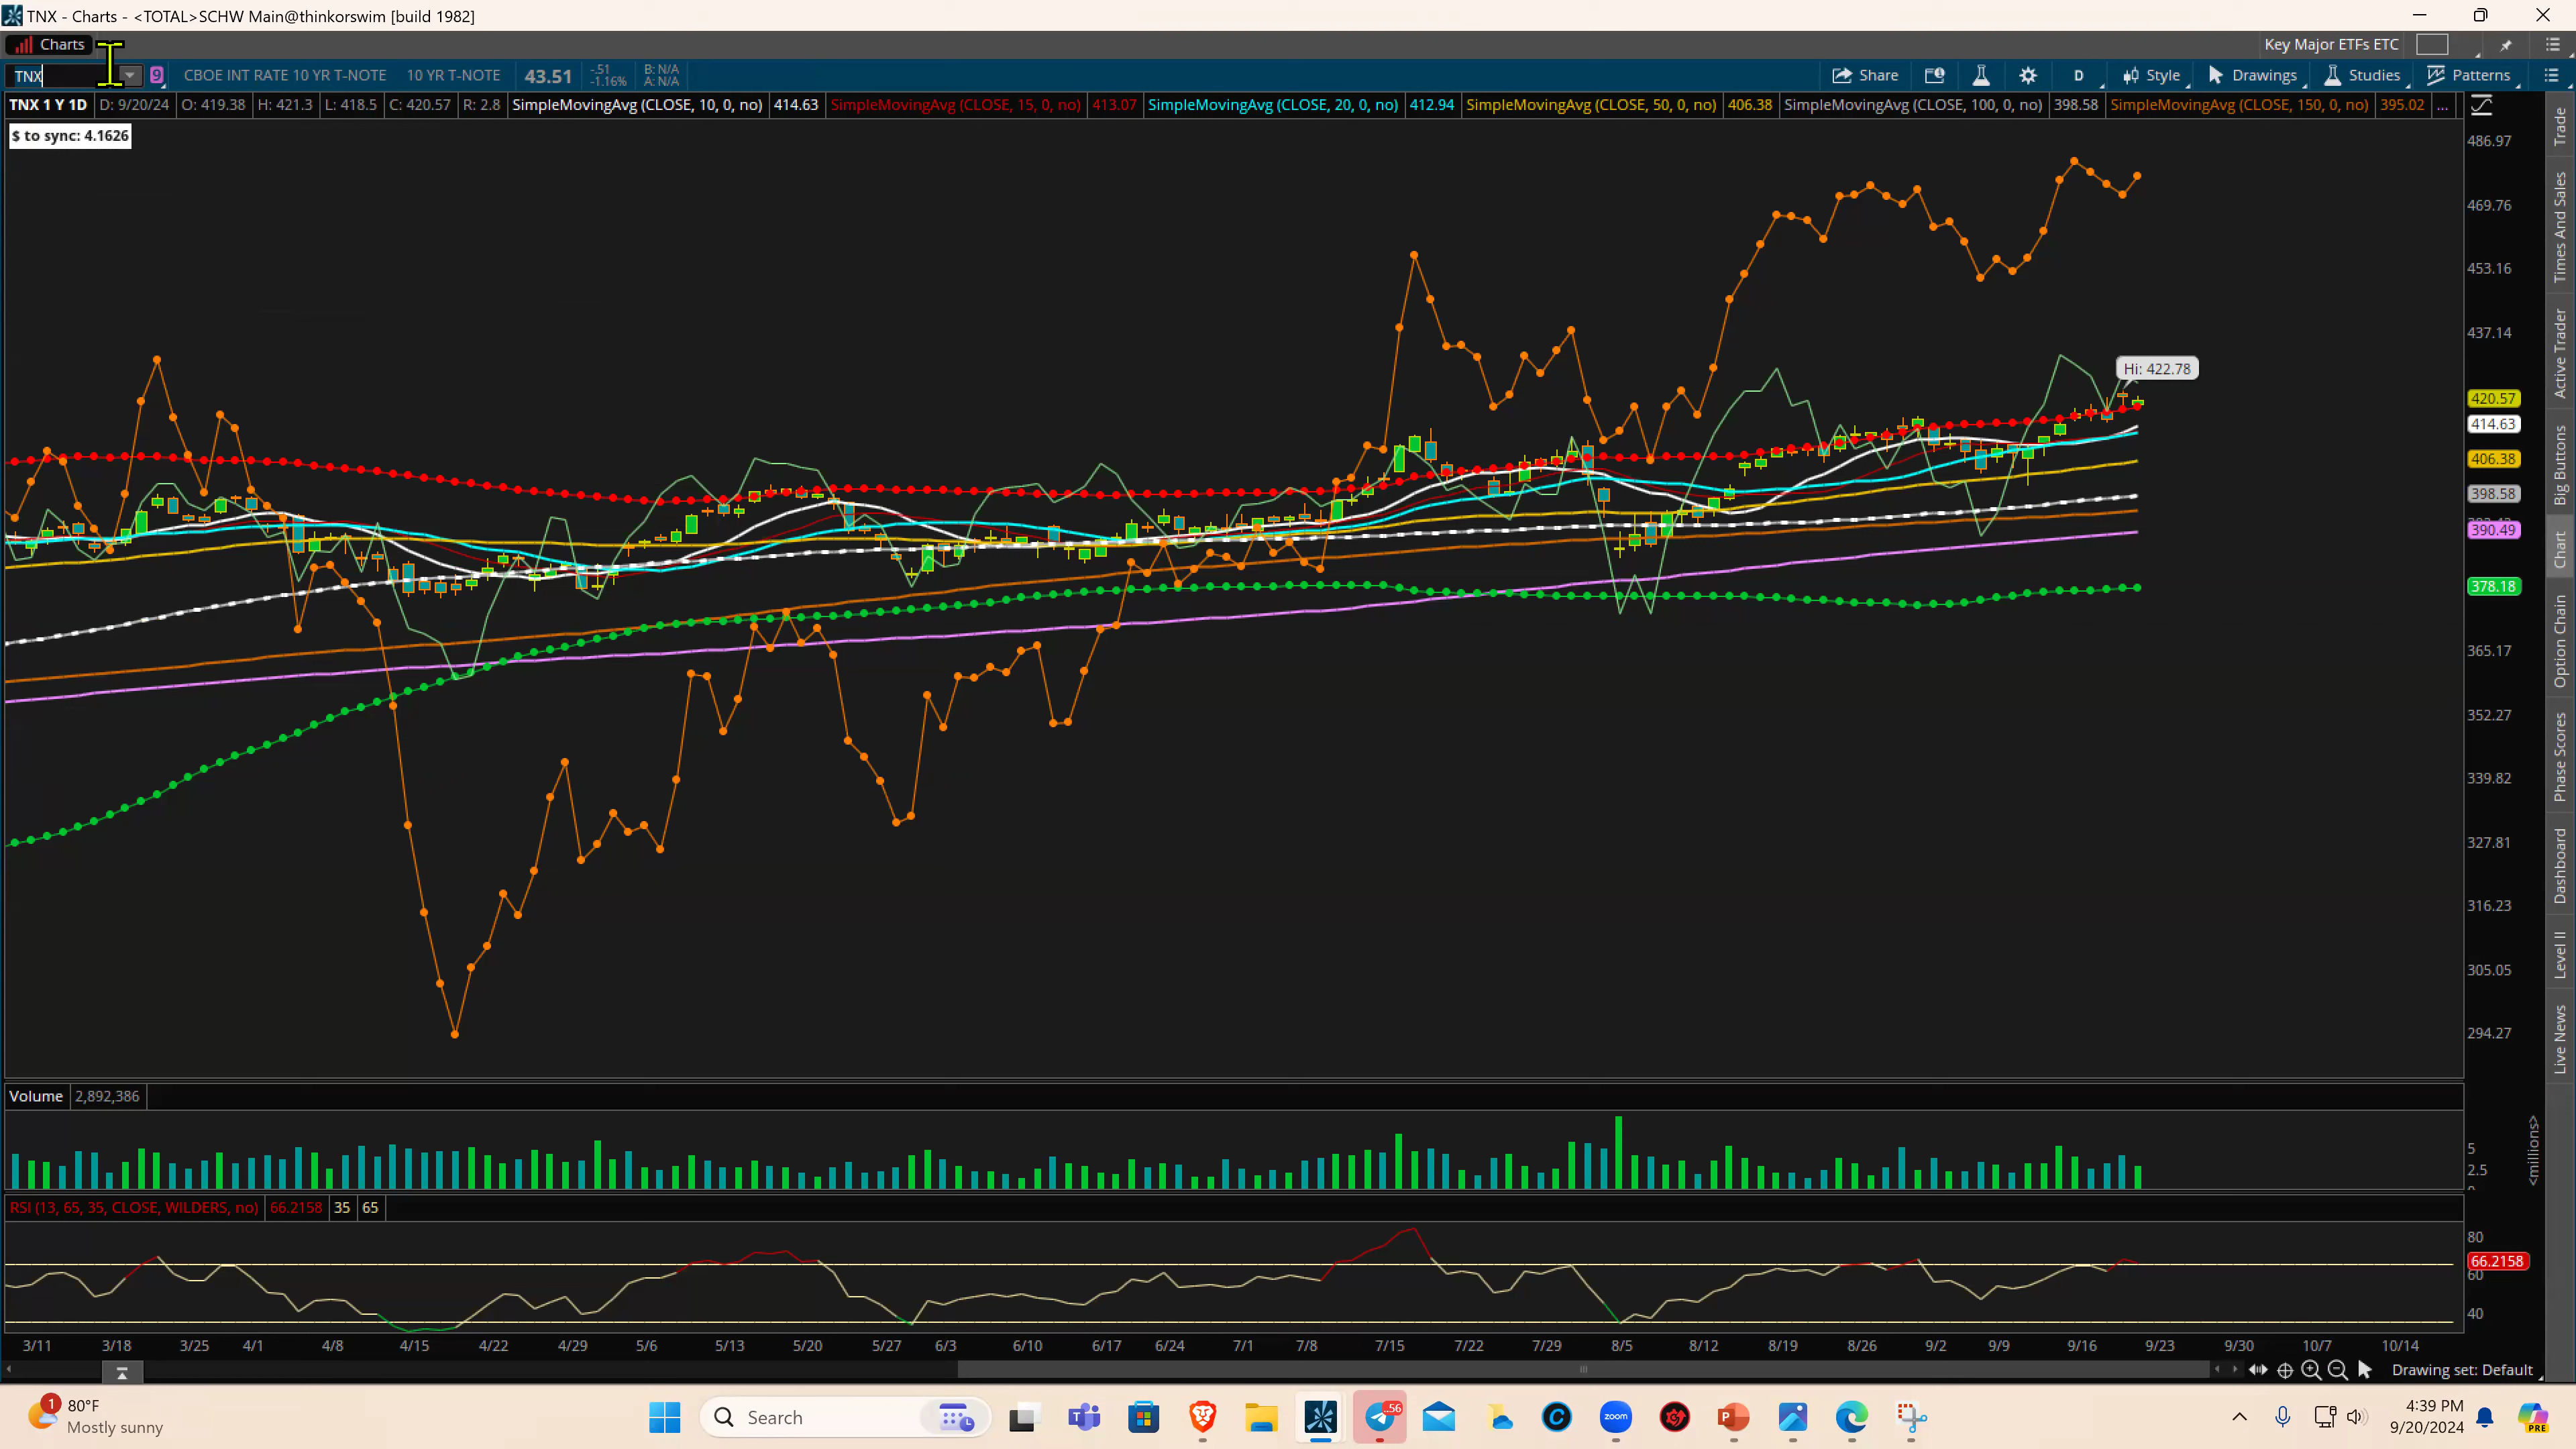 TNX - Charts - <TOTAL>SCHW Main@thinkorswim [build 1982]
Charts
Key Major ETFs ETC
TNX
9
CBOE INT RATE 10 YR T-NOTE
10 YR T-NOTE
43.51
-.51
-1.16%
B: N/A
A: N/A
Share
D
Style
Drawings
Studies
Patterns
TNX 1 Y 1D
D: 9/20/24
O: 419.38
H: 421.3
L: 418.5
C: 420.57
R: 2.8
SimpleMovingAvg (CLOSE, 10, 0, no)
414.63
SimpleMovingAvg (CLOSE, 15, 0, no)
413.07
SimpleMovingAvg (CLOSE, 20, 0, no)
412.94
SimpleMovingAvg (CLOSE, 50, 0, no)
406.38
SimpleMovingAvg (CLOSE, 100, 0, no)
398.58
SimpleMovingAvg (CLOSE, 150, 0, no)
395.02
...
$ to sync: 4.1626
486.97
469.76
453.16
437.14
Hi: 422.78
420.57
414.63
406.38
398.58
390.49
378.18
365.17
352.27
339.82
327.81
316.23
305.05
294.27
Trade
Times And Sales
Active Trader
Big Buttons
Chart
Option Chain
Phase Scores
Dashboard
Level II
Live News
Volume
2,892,386
5
2.5
<millions>
RSI (13, 65, 35, CLOSE, WILDERS, no)
66.2158
35
65
80
66.2158
60
40
3/11
3/18
3/25
4/1
4/8
4/15
4/22
4/29
5/6
5/13
5/20
5/27
6/3
6/10
6/17
6/24
7/1
7/8
7/15
7/22
7/29
8/5
8/12
8/19
8/26
9/2
9/9
9/16
9/23
9/30
10/7
10/14
Drawing set: Default
1
80°F
Mostly sunny
Search
.56
zoom
4:39 PM
9/20/2024
PRE